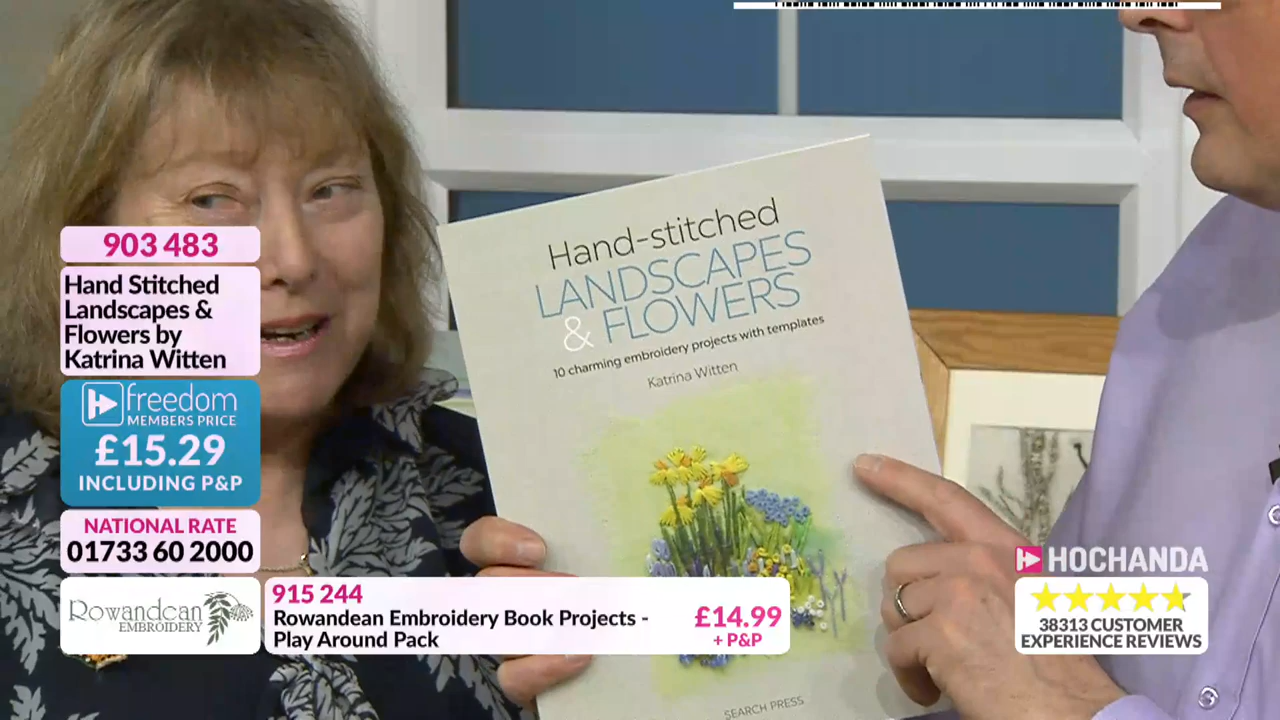 903 483
Hand Stitched
Landscapes &
Flowers by
Katrina Witten
freedom
MEMBERS PRICE
£15.29
INCLUDING P&P
NATIONAL RATE
01733 60 2000
Rowandean
EMBROIDERY
915 244
Rowandean Embroidery Book Projects -
Play Around Pack
£14.99
+ P&P
Hand-stitched
LANDSCAPES
& FLOWERS
10 charming embroidery projects with templates
Katrina Witten
SEARCH PRESS
HOCHANDA
38313 CUSTOMER
EXPERIENCE REVIEWS